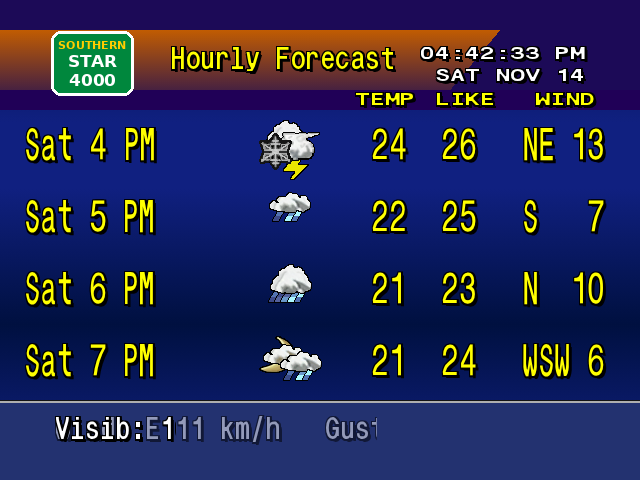 SOUTHERN
STAR
4000
Hourly Forecast
04:42:33 PM
SAT NOV 14
TEMP LIKE WIND
Sat 4 PM 24 26 NE 13
Sat 5 PM 22 25 S 7
Sat 6 PM 21 23 N 10
Sat 7 PM 21 24 WSW 6
Visib: 11 km/h Gust